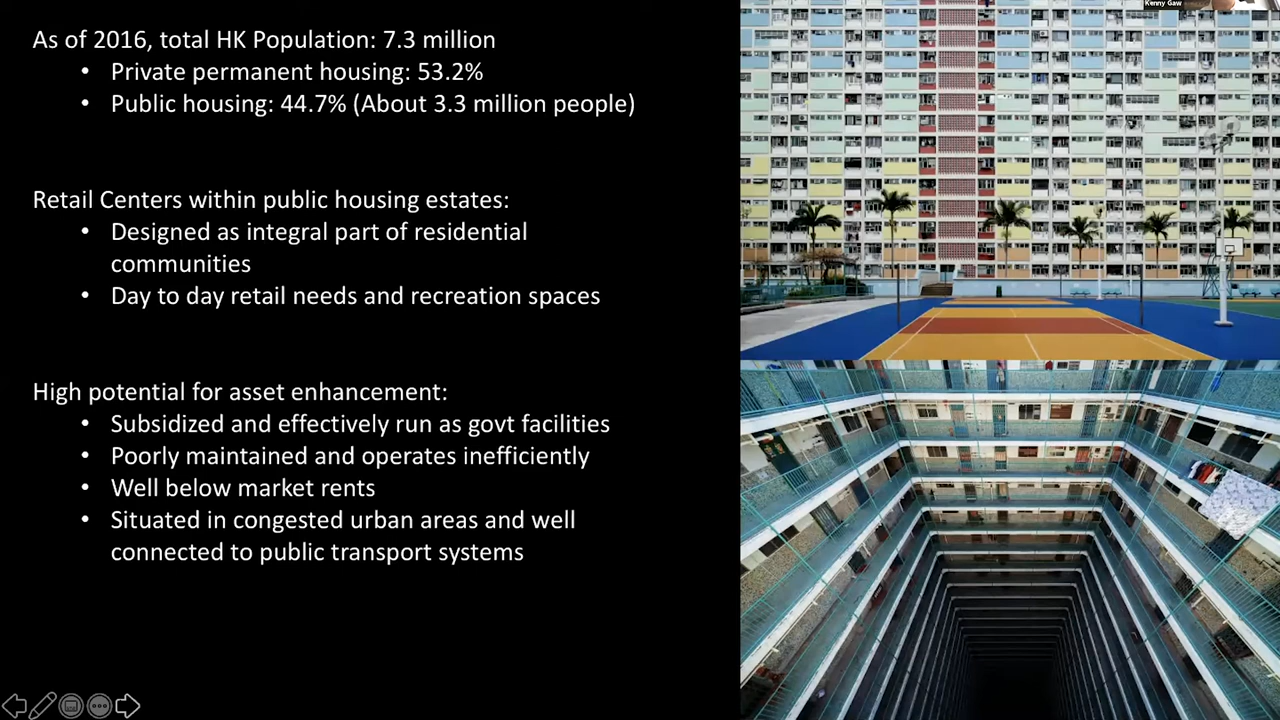 Kenny Gaw
As of 2016, total HK Population: 7.3 million
• Private permanent housing: 53.2%
• Public housing: 44.7% (About 3.3 million people)
Retail Centers within public housing estates:
• Designed as integral part of residential
communities
• Day to day retail needs and recreation spaces
High potential for asset enhancement:
• Subsidized and effectively run as govt facilities
• Poorly maintained and operates inefficiently
• Well below market rents
• Situated in congested urban areas and well
connected to public transport systems